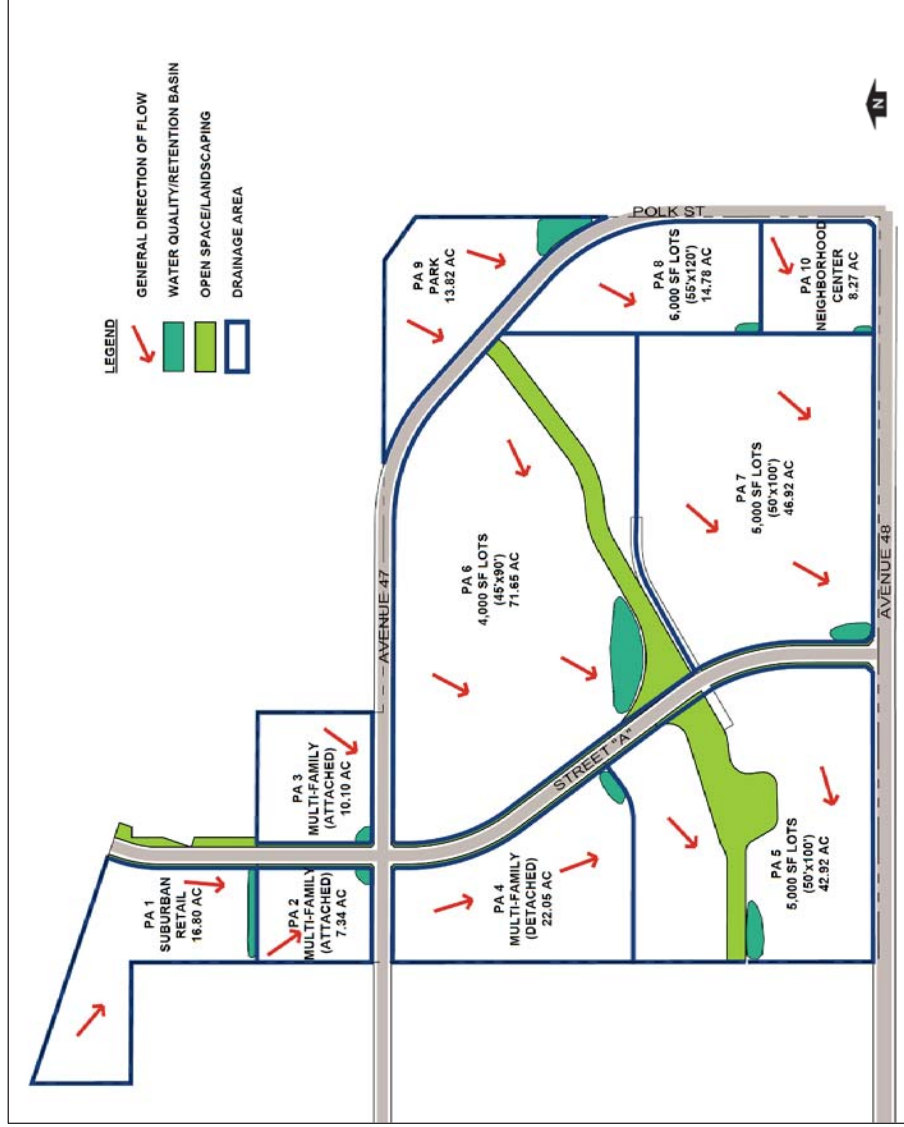 LEGEND
GENERAL DIRECTION OF FLOW
WATER QUALITY/RETENTION BASIN
OPEN SPACE/LANDSCAPING
DRAINAGE AREA
N
PA 1
SUBURBAN
RETAIL
16.80 AC
PA 2
MULTI-FAMILY
(ATTACHED)
7.34 AC
PA 3
MULTI-FAMILY
(ATTACHED)
10.10 AC
AVENUE 47
PA 9
PARK
13.82 AC
POLK ST
PA 6
4,000 SF LOTS
(45'x90')
71.65 AC
PA 8
6,000 SF LOTS
(55'x120')
14.78 AC
PA 10
NEIGHBORHOOD
CENTER
8.27 AC
PA 4
MULTI-FAMILY
(DETACHED)
22.05 AC
STREET "A"
PA 7
5,000 SF LOTS
(50'x100')
46.92 AC
PA 5
5,000 SF LOTS
(50'x100')
42.92 AC
AVENUE 48